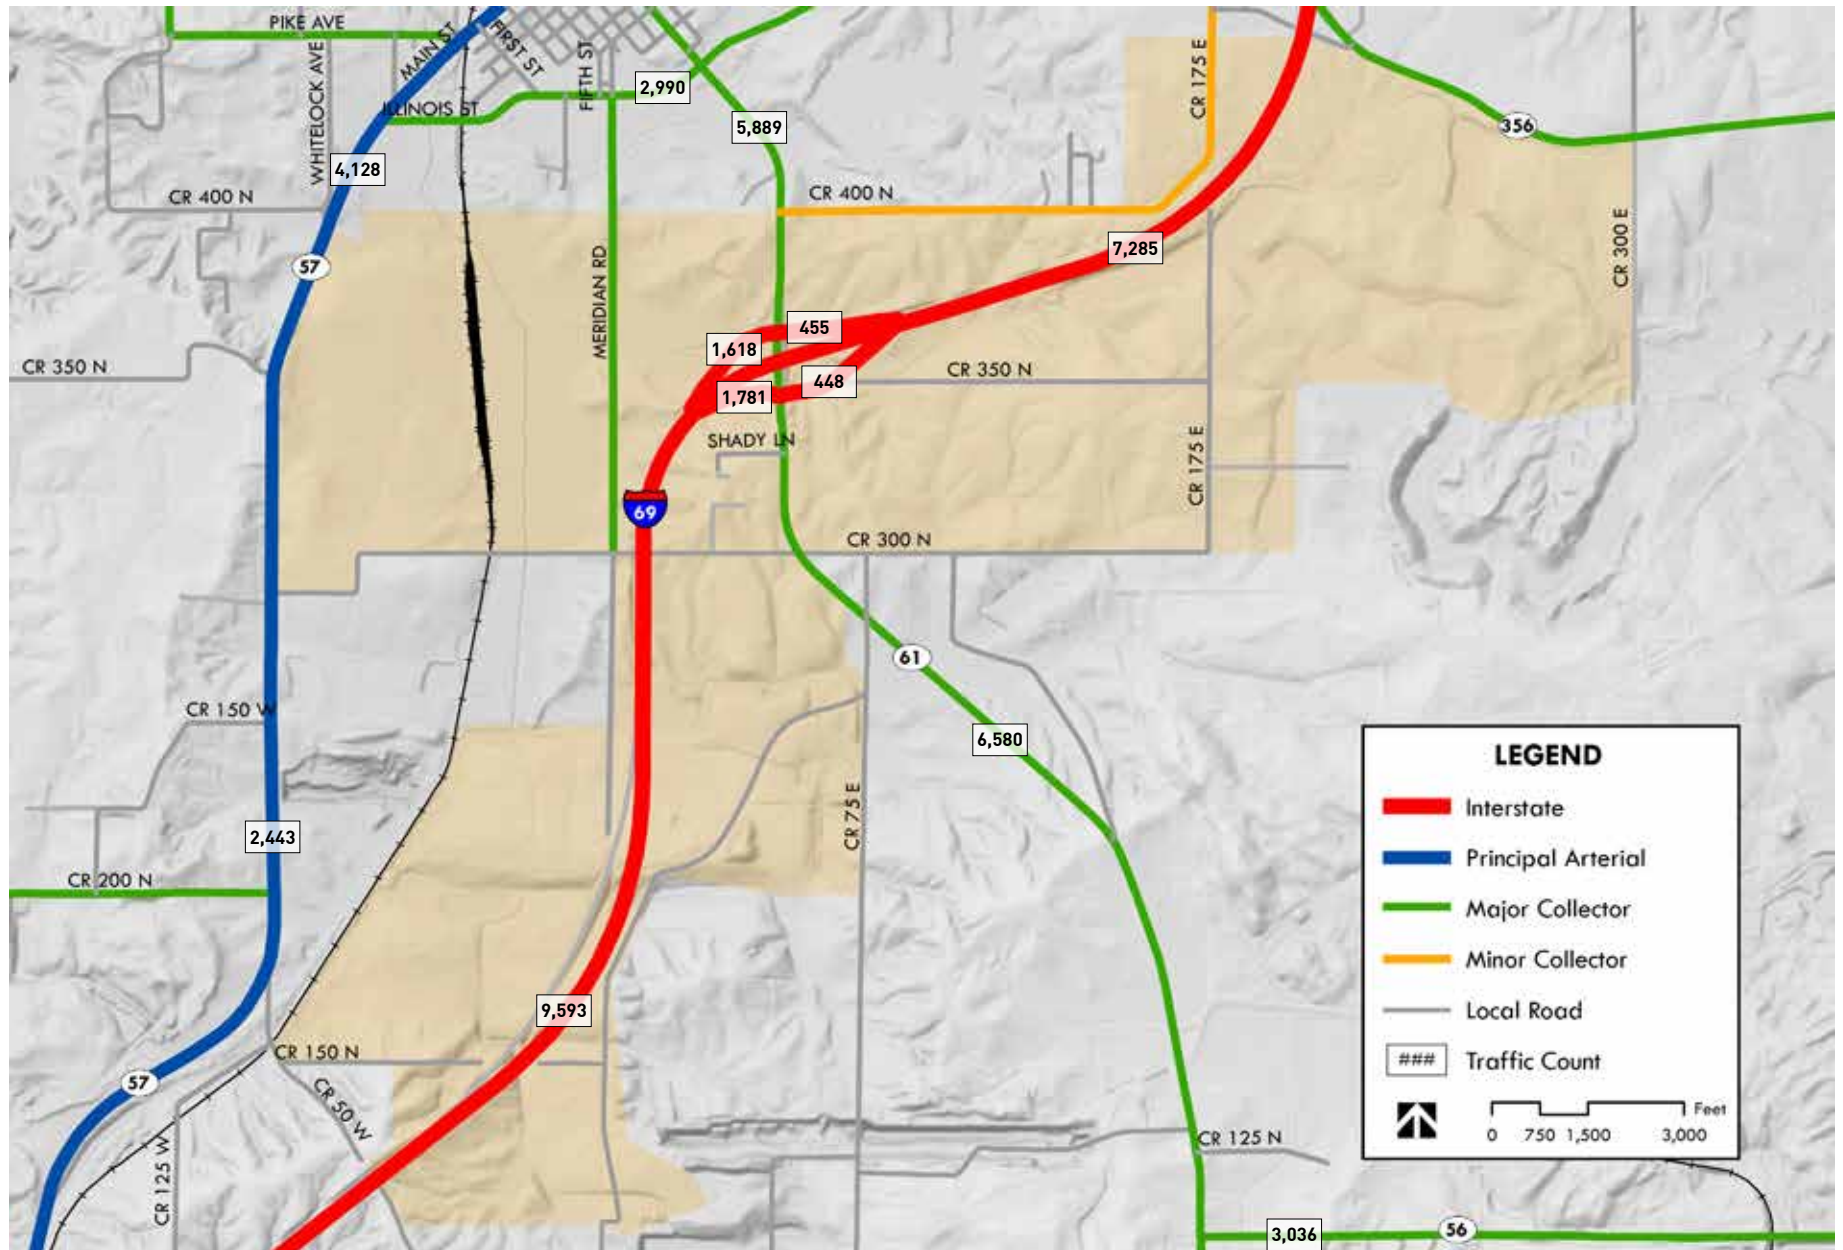 PIKE AVE
MAIN ST
FIRST ST
FIFTH ST
WHITELOCK AVE
ILLINOIS ST
2,990
5,889
4,128
CR 175 E
356
CR 400 N
CR 400 N
57
MERIDIAN RD
7,285
CR 300 E
455
1,618
CR 350 N
448
CR 350 N
1,781
SHADY LN
CR 175 E
69
CR 300 N
61
CR 150 W
6,580
CR 75 E
2,443
CR 200 N
9,593
CR 150 N
57
CR 50 W
CR 125 W
CR 125 N
3,036
56
LEGEND
Interstate
Principal Arterial
Major Collector
Minor Collector
Local Road
### Traffic Count
Feet
0 750 1,500 3,000